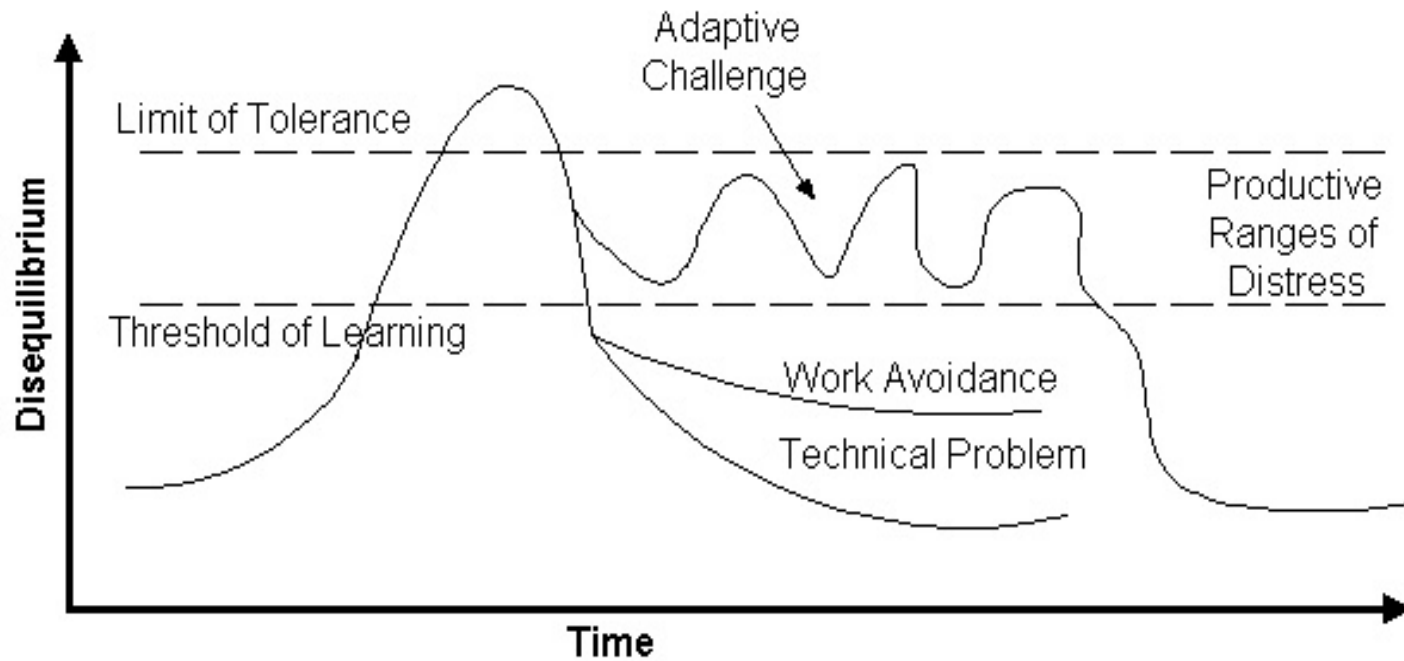 Adaptive
Challenge
Limit of Tolerance
Productive
Ranges of
Distress
Threshold of Learning
Work Avoidance
Technical Problem
Disequilibrium
Time